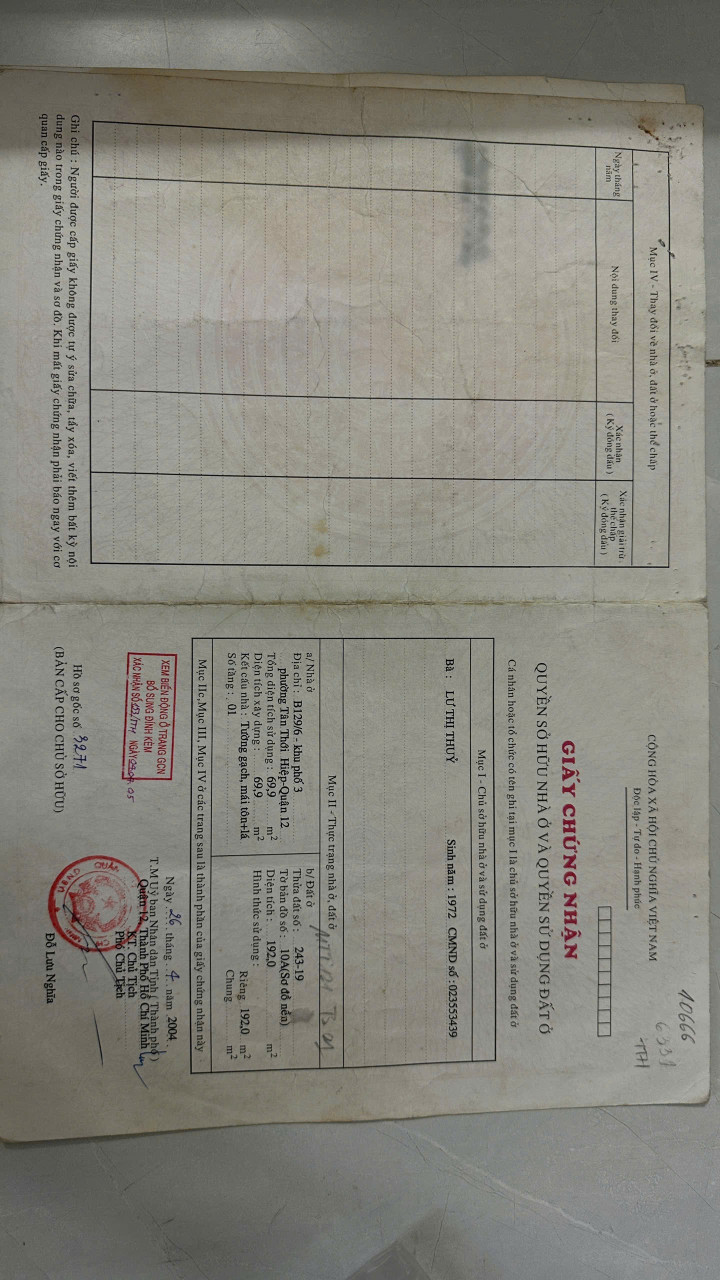 CỘNG HÒA XÃ HỘI CHỦ NGHĨA VIỆT NAM
Độc lập - Tự do - Hạnh phúc
10666
6331
TTH
GIẤY CHỨNG NHẬN
QUYỀN SỞ HỮU NHÀ Ở VÀ QUYỀN SỬ DỤNG ĐẤT Ở
Cá nhân hoặc tổ chức có tên ghi tại mục I là chủ sở hữu nhà ở và sử dụng đất ở
Mục I - Chủ sở hữu nhà ở và sử dụng đất ở
Bà : LƯ THỊ THUỶ Sinh năm : 1972 CMND số : 023553439
Mục II - Thực trạng nhà ở, đất ở
a/ Nhà ở
Địa chỉ : B129/6 - khu phố 3
phường Tân Thới Hiệp-Quận 12
Tổng diện tích sử dụng : 69,9 m²
Diện tích xây dựng : 69,9 m²
Kết cấu nhà : Tường gạch, mái tôn+lá
Số tầng : 01
b/ Đất ở
Thửa đất số : 243-19
Tờ bản đồ số : 10A(Sơ đồ nền)
Diện tích : 192,0 m²
Hình thức sử dụng :
Riêng 192,0 m²
Chung m²
Mục IIc,Mục III, Mục IV ở các trang sau là thành phần của giấy chứng nhận này
Ngày 26 tháng 4 năm 2004
T.M Uỷ ban Nhân dân Tỉnh ( Thành phố )
Quận 12 Thành Phố Hồ Chí Minh
KT. Chủ Tịch
Phó Chủ Tịch
Đỗ Lưu Nghĩa
XEM BIẾN ĐỘNG Ở TRANG GCN
BỔ SUNG ĐÍNH KÈM
XÁC NHẬN SỐ NGÀY
Hồ sơ gốc số 3271
(BẢN CẤP CHO CHỦ SỞ HỮU)
Mục IV - Thay đổi về nhà ở, đất ở hoặc thế chấp
Ngày tháng
năm
Nội dung thay đổi
Xác nhận
( Ký đóng dấu )
Xác nhận giải trừ
thế chấp
( Ký đóng dấu )
Ghi chú : Người được cấp giấy không được tự ý sửa chữa, tẩy xóa, viết thêm bất kỳ nội
dung nào trong giấy chứng nhận và sơ đồ. Khi mất giấy chứng nhận phải báo ngay với cơ
quan cấp giấy.